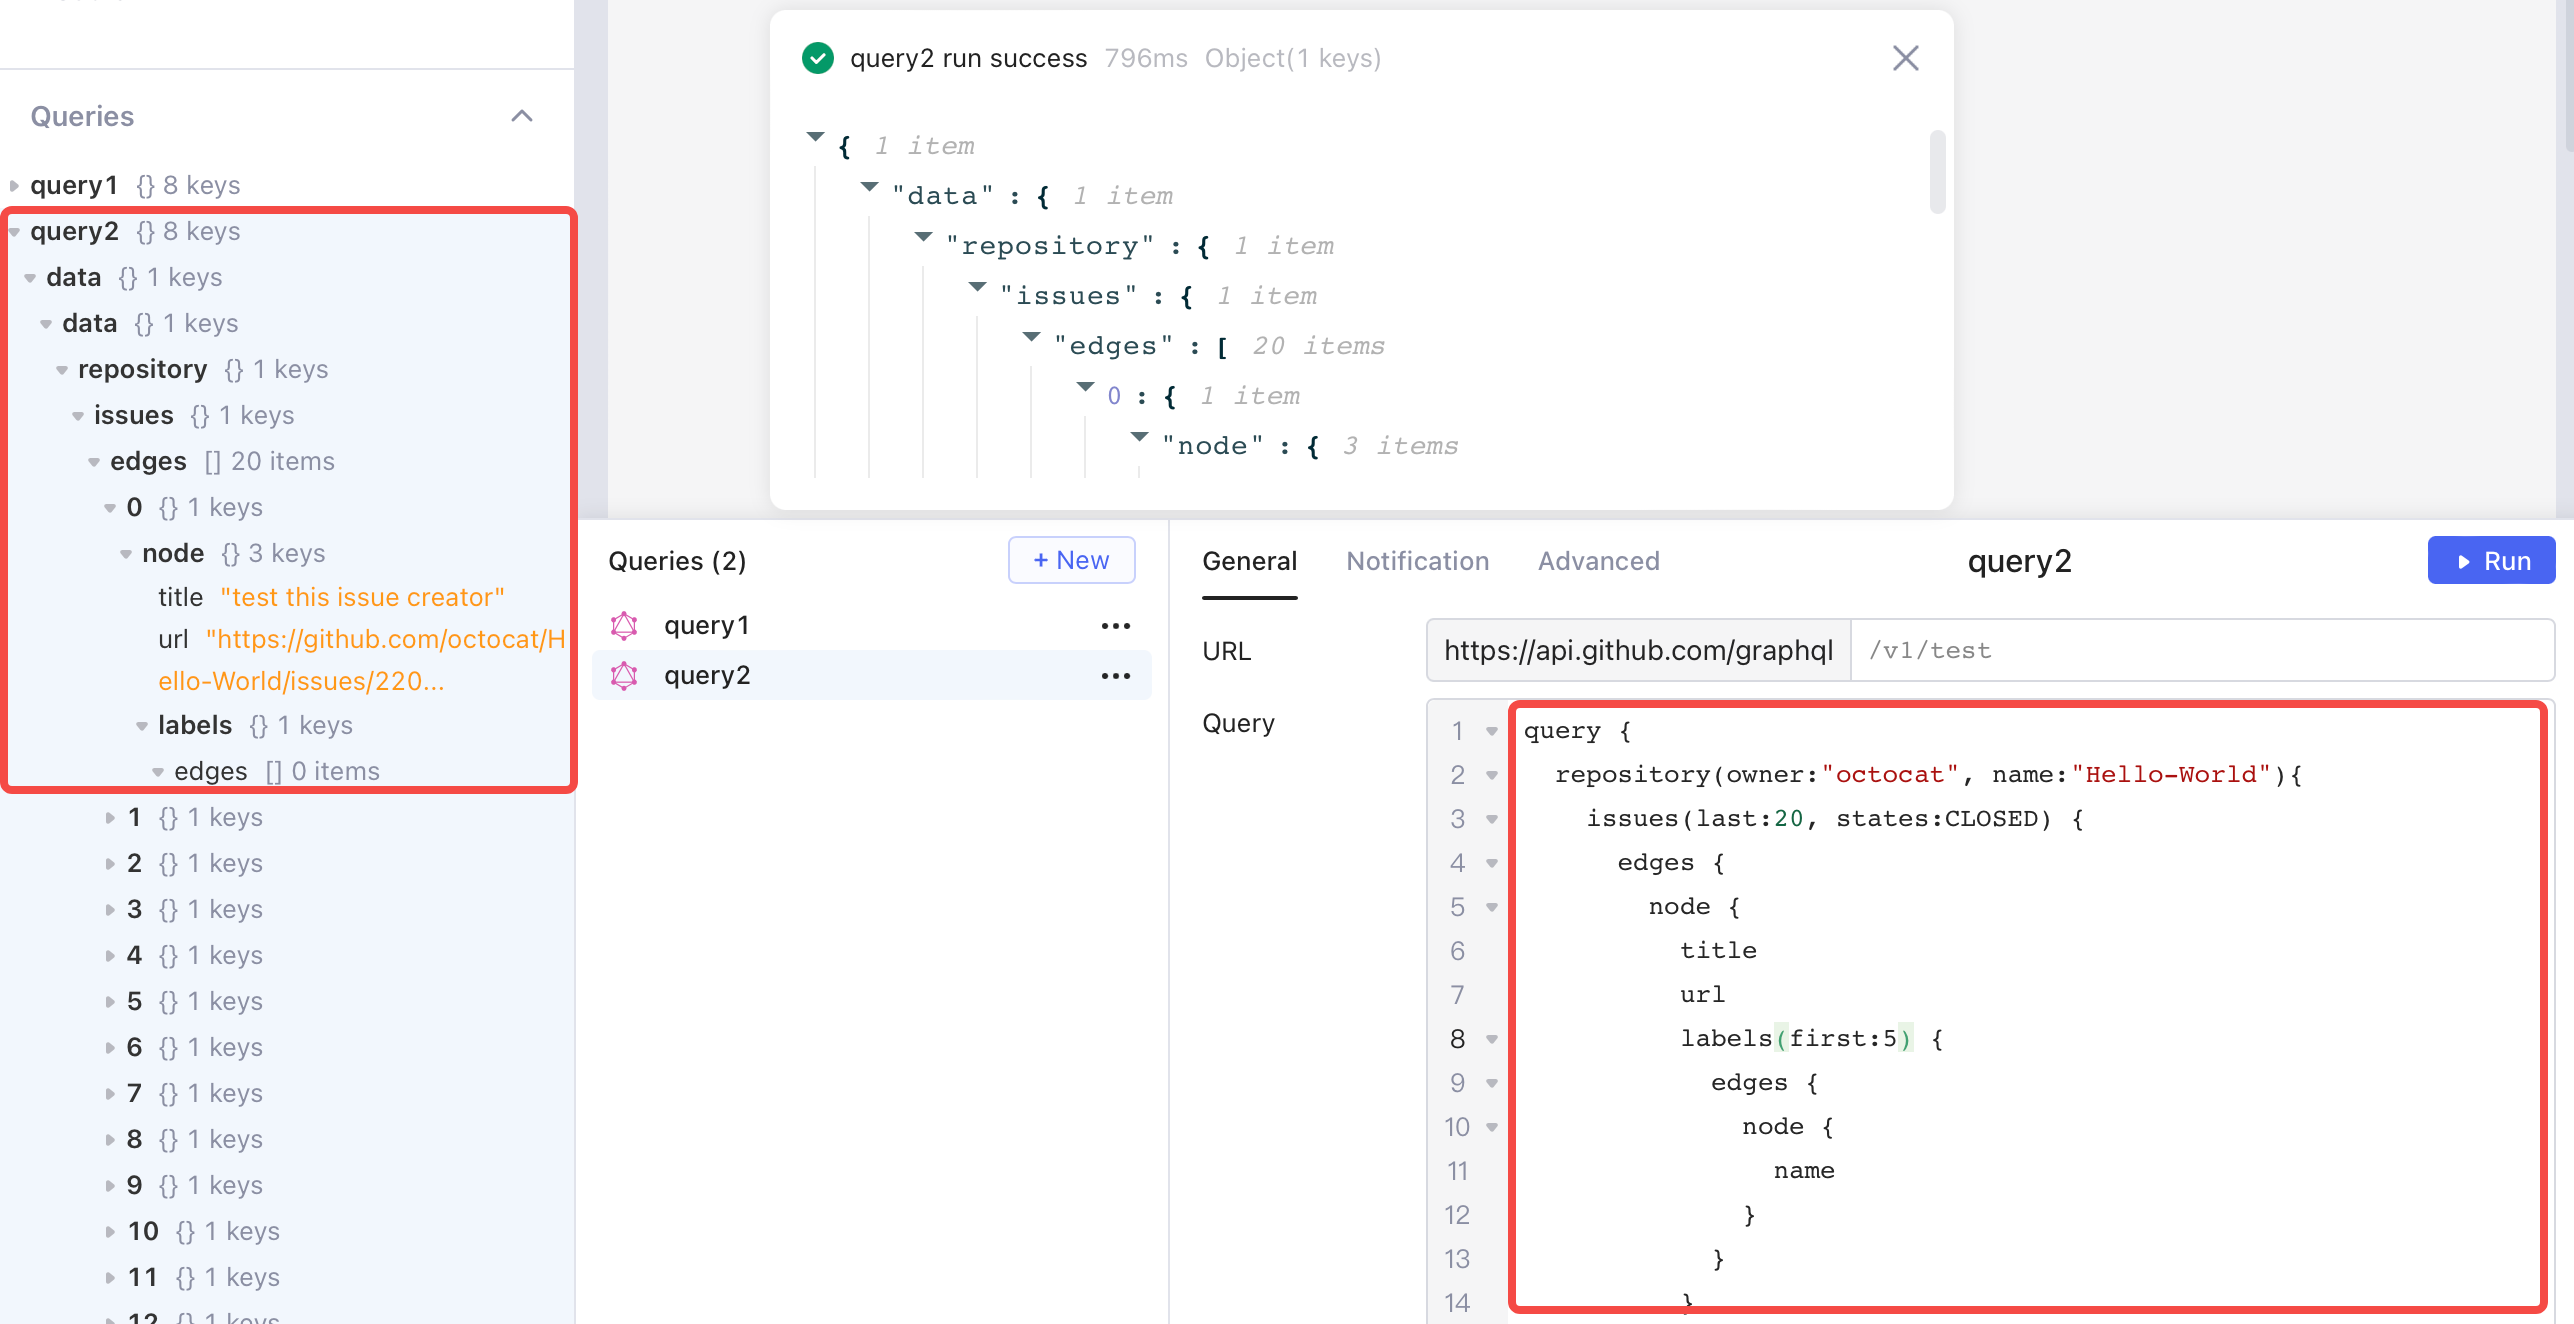 Queries
query1 {} 8 keys
query2 {} 8 keys
data {} 1 keys
data {} 1 keys
repository {} 1 keys
issues {} 1 keys
edges [] 20 items
0 {} 1 keys
node {} 3 keys
title "test this issue creator"
url "https://github.com/octocat/H
ello-World/issues/220...
labels {} 1 keys
edges [] 0 items
1 {} 1 keys
2 {} 1 keys
3 {} 1 keys
4 {} 1 keys
5 {} 1 keys
6 {} 1 keys
7 {} 1 keys
8 {} 1 keys
9 {} 1 keys
10 {} 1 keys
11 {} 1 keys
12 {} 1 keys
query2 run success 796ms Object(1 keys)
{ 1 item
"data" : { 1 item
"repository" : { 1 item
"issues" : { 1 item
"edges" : [ 20 items
0 : { 1 item
"node" : { 3 items
Queries (2)
+ New
query1
query2
General Notification Advanced
query2
Run
URL
https://api.github.com/graphql /v1/test
Query
1 query {
2 repository(owner:"octocat", name:"Hello-World"){
3 issues(last:20, states:CLOSED) {
4 edges {
5 node {
6 title
7 url
8 labels(first:5) {
9 edges {
10 node {
11 name
12 }
13 }
14 }